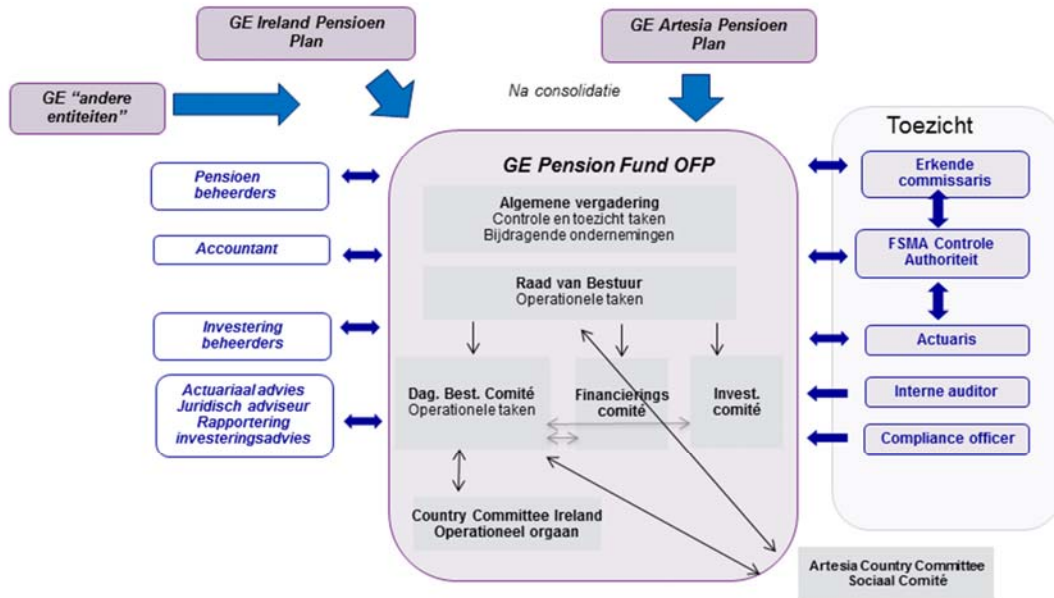 GE Ireland Pensioen
Plan
GE Artesia Pensioen
Plan
GE “andere
entiteiten”
Na consolidatie
Toezicht
GE Pension Fund OFP
Pensioen
beheerders
Accountant
Investering
beheerders
Actuariaal advies
Juridisch adviseur
Rapportering
investeringsadvies
Algemene vergadering
Controle en toezicht taken
Bijdragende ondernemingen
Raad van Bestuur
Operationele taken
Dag. Best. Comité
Operationele taken
Financierings
comité
Invest.
comité
Country Committee Ireland
Operationeel orgaan
Erkende
commissaris
FSMA Controle
Authoriteit
Actuaris
Interne auditor
Compliance officer
Artesia Country Committee
Sociaal Comité